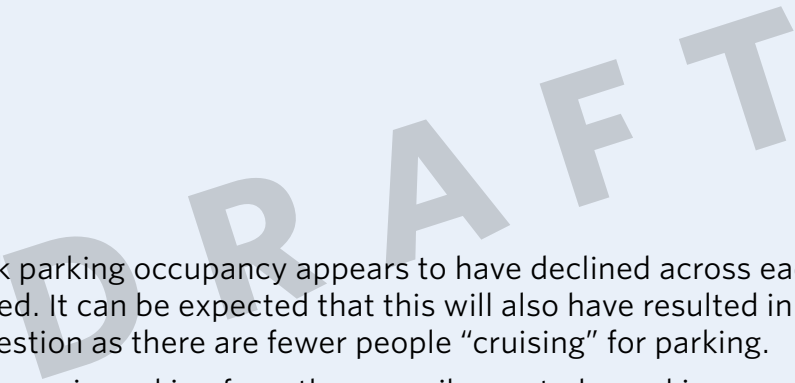 DRAFT
parking occupancy appears to have declined across
It can be expected that this will also have resulted in
as there are fewer people “cruising” for parking.